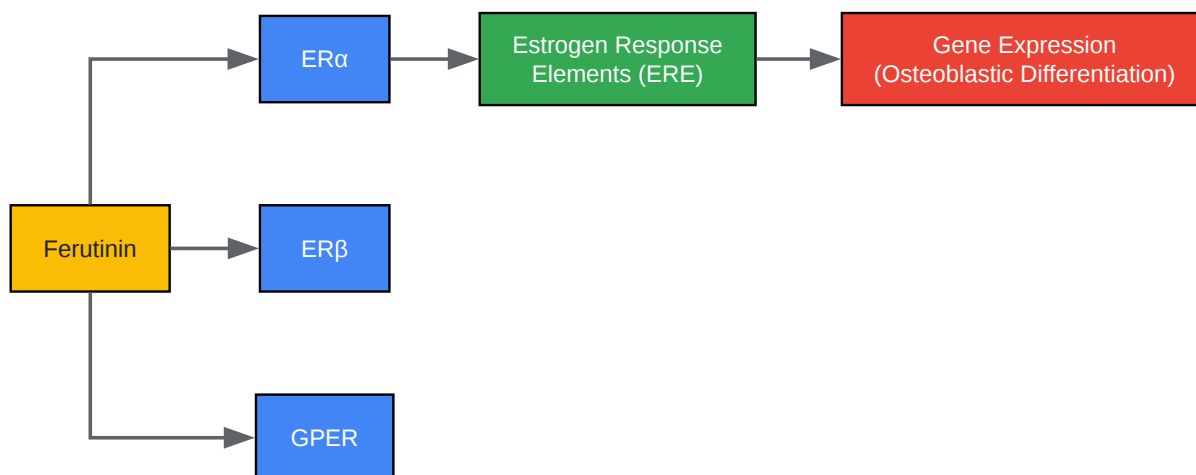 ERα
Estrogen Response
Elements (ERE)
Gene Expression
(Osteoblastic Differentiation)
Ferutinin
ERβ
GPER